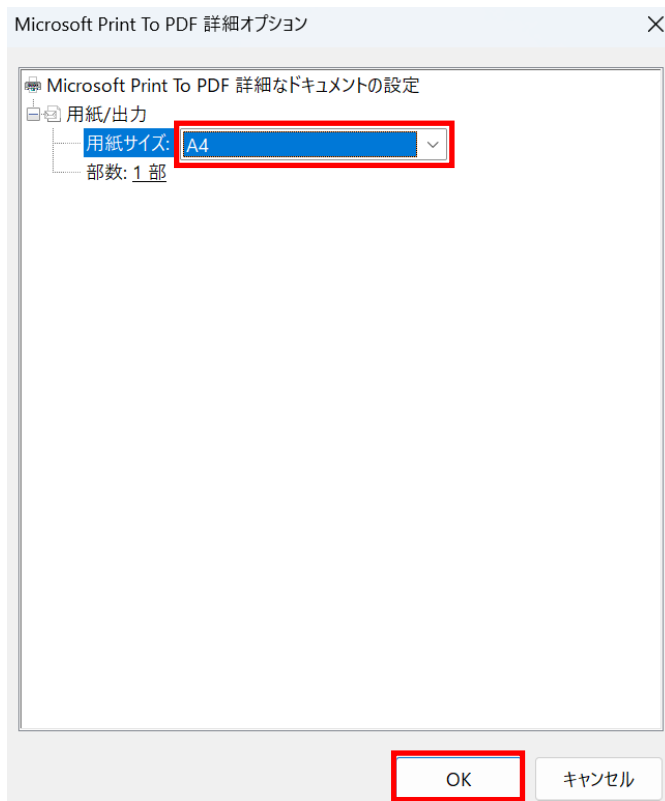 Microsoft Print To PDF 詳細オプション
Microsoft Print To PDF 詳細なドキュメントの設定
用紙/出力
用紙サイズ: A4
部数: 1 部
OK キャンセル